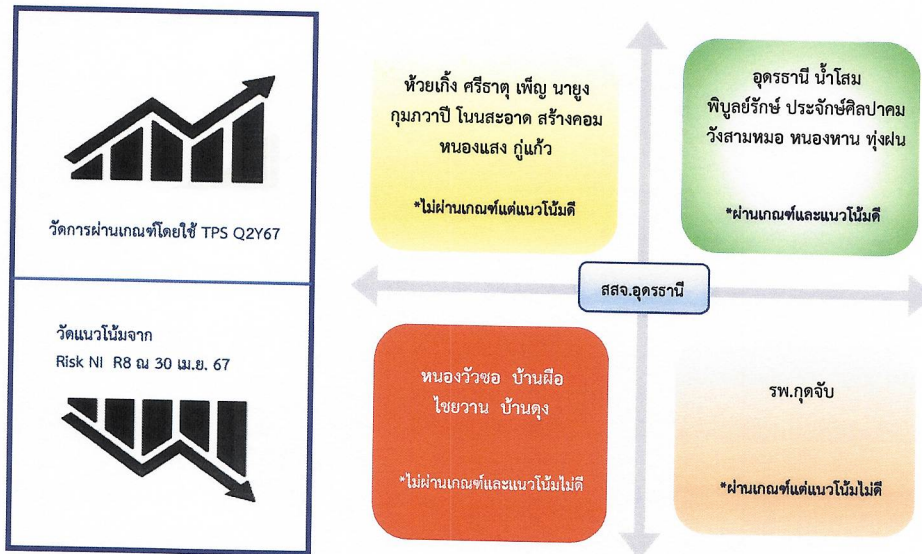 วัดการผ่านเกณฑ์โดยใช้ TPS Q2Y67
วัดแนวโน้มจาก
Risk NI R8 ณ 30 เม.ย. 67
ห้วยเกิ้ง ศรีธาตุ เพ็ญ นายูง
กุมภวาปี โนนสะอาด สร้างคอม
หนองแสง กู่แก้ว
*ไม่ผ่านเกณฑ์แต่แนวโน้มดี
อุดรธานี น้ำโสม
พิบูลย์รักษ์ ประจักษ์ศิลปาคม
วังสามหมอ หนองหาน ทุ่งฝน
*ผ่านเกณฑ์และแนวโน้มดี
สสจ.อุดรธานี
หนองวัวซอ บ้านผือ
ไชยวาน บ้านดุง
*ไม่ผ่านเกณฑ์และแนวโน้มไม่ดี
รพ.กุดจับ
*ผ่านเกณฑ์แต่แนวโน้มไม่ดี